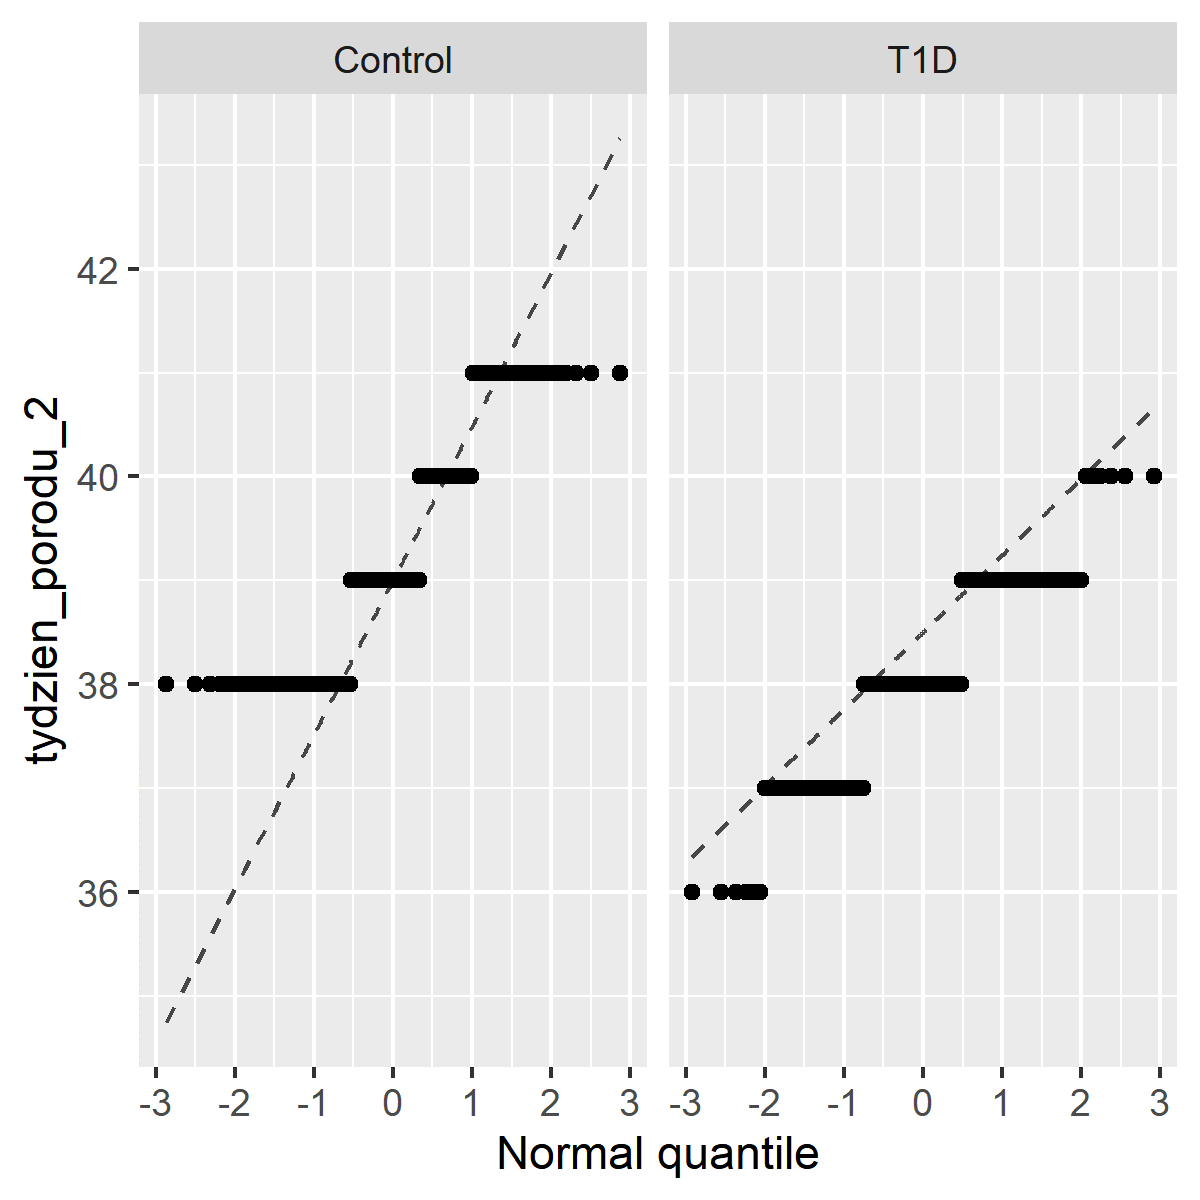 Control
T1D
tydzien_porodu_2
42
40
38
36
-3 -2 -1 0 1 2 3
-3 -2 -1 0 1 2 3
Normal quantile